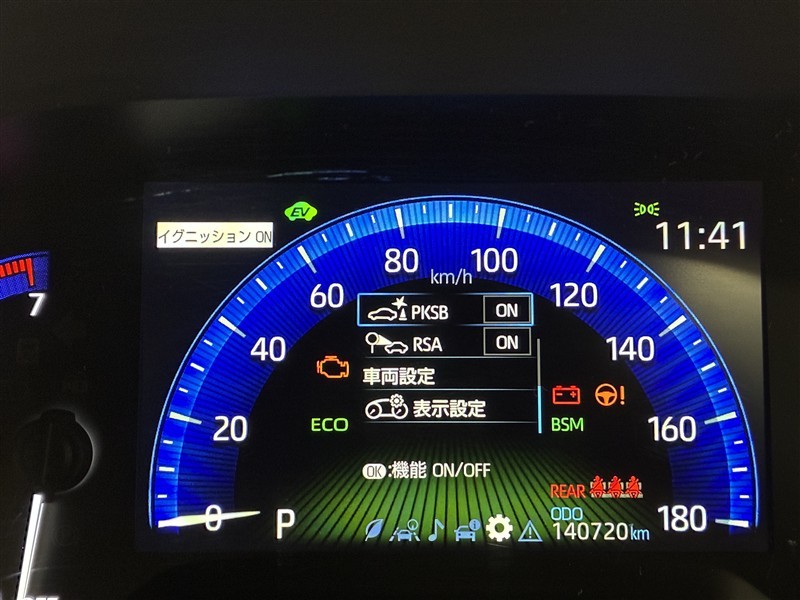 EV
イグニッション ON
11:41
80
100
km/h
60
120
PKSB ON
7
RSA ON
40
140
車両設定
表示設定
20
ECO
BSM
160
OK :機能 ON/OFF
REAR
ODO
0
P
140720km
180